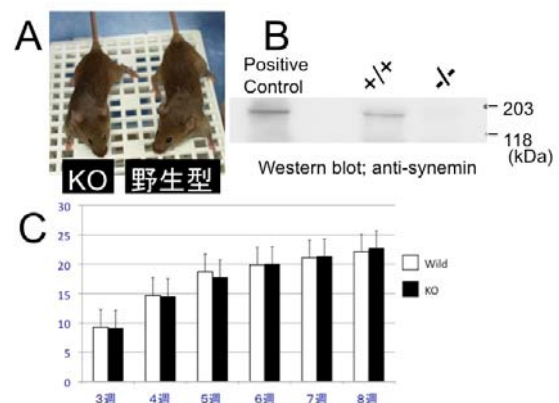 A
KO
野生型
B
Positive
Control
+/+
-/-
203
118
(kDa)
Western blot; anti-synemin
C
30
25
20
15
10
5
0
3週
4週
5週
6週
7週
8週
Wild
KO